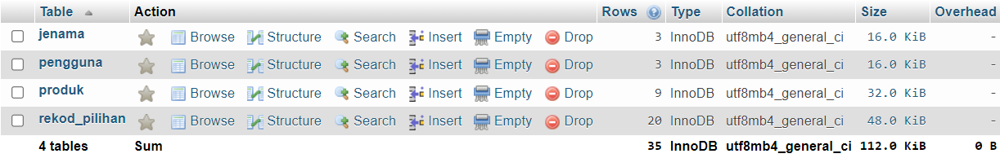 Table Action Rows Type Collation Size Overhead
jenama Browse Structure Search Insert Empty Drop 3 InnoDB utf8mb4_general_ci 16.0 KiB -
pengguna Browse Structure Search Insert Empty Drop 3 InnoDB utf8mb4_general_ci 16.0 KiB -
produk Browse Structure Search Insert Empty Drop 9 InnoDB utf8mb4_general_ci 32.0 KiB -
rekod_pilihan Browse Structure Search Insert Empty Drop 20 InnoDB utf8mb4_general_ci 48.0 KiB -
4 tables Sum 35 InnoDB utf8mb4_general_ci 112.0 KiB 0 B